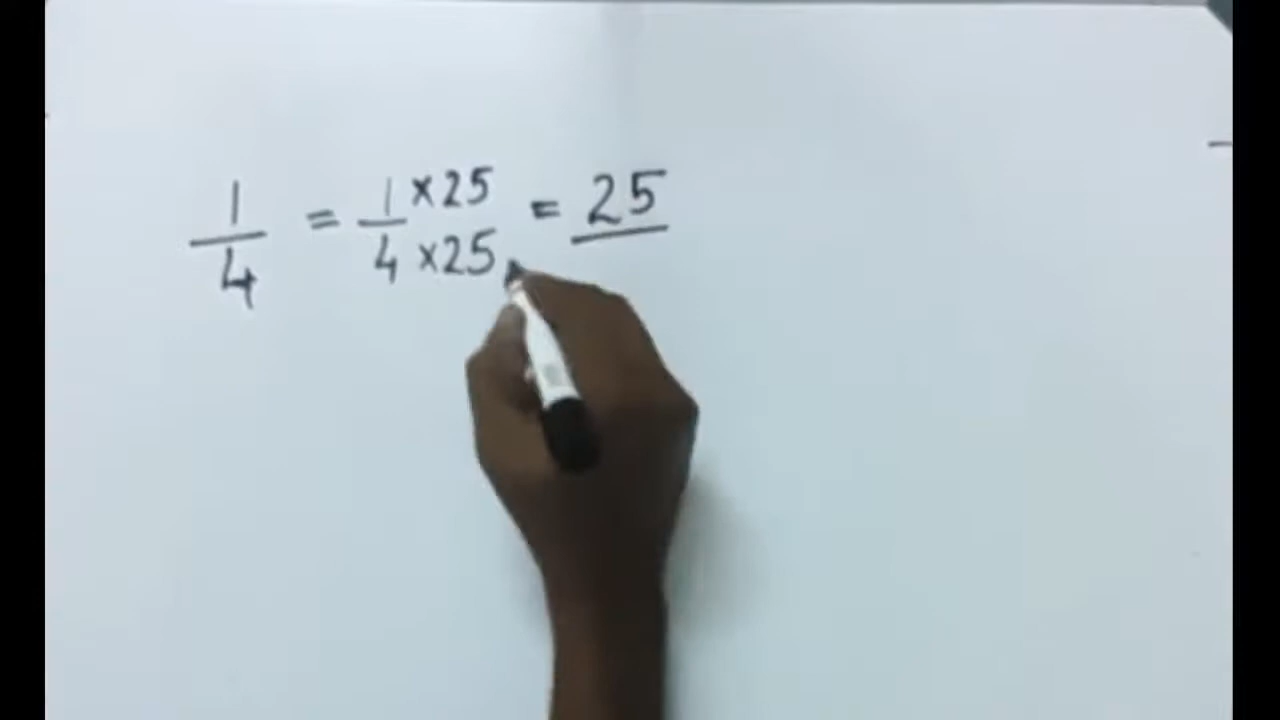 1/4 = 1×25/4×25 = 25/